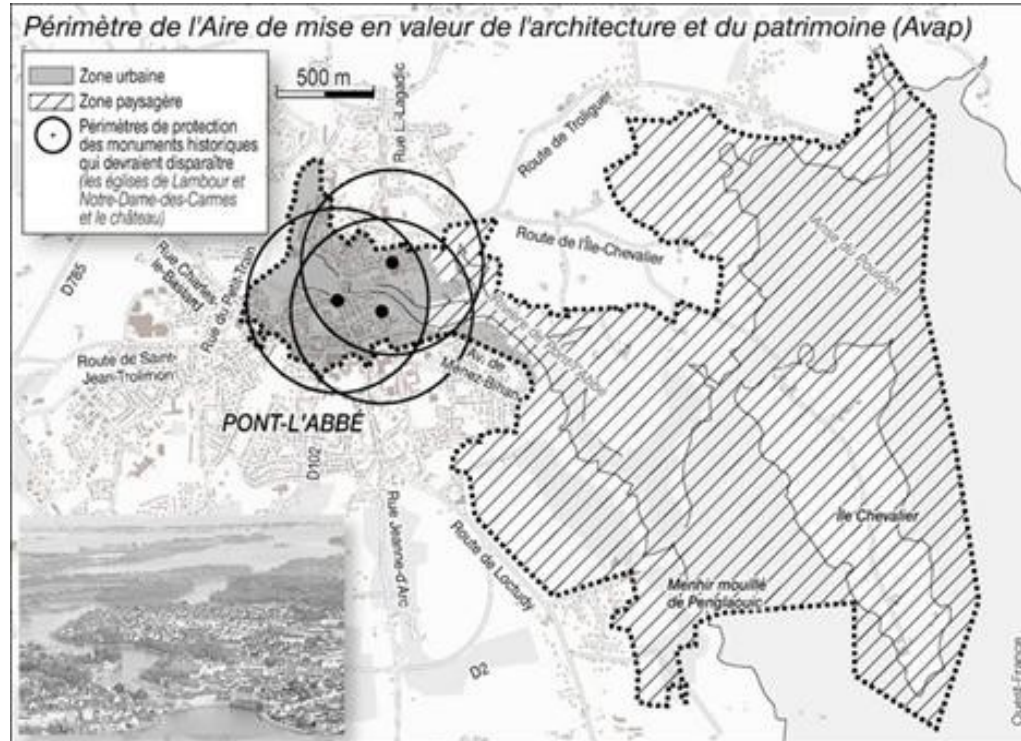 Périmètre de l'Aire de mise en valeur de l'architecture et du patrimoine (Avap)
Zone urbaine
Zone paysagère
Périmètres de protection
des monuments historiques
qui devraient disparaître
(les églises de Lambour et
Notre-Dame-des-Carmes
et le château)
500 m
Rue L.-Lagadic
Route de Troliguer
Route de l'Île-Chevalier
Anse du Pouldon
D785
Rue Charles-
le-Bastard
Rue du Petit-Train
Route de Saint-
Jean-Trolimon
Rivière de Pont-l'Abbé
Av. de
Menez-Bihan
PONT-L'ABBÉ
D102
Rue Jeanne-d'Arc
Route de Loctudy
Île Chevalier
Menhir mouillé
de Penglaouic
D2
Ouest-France